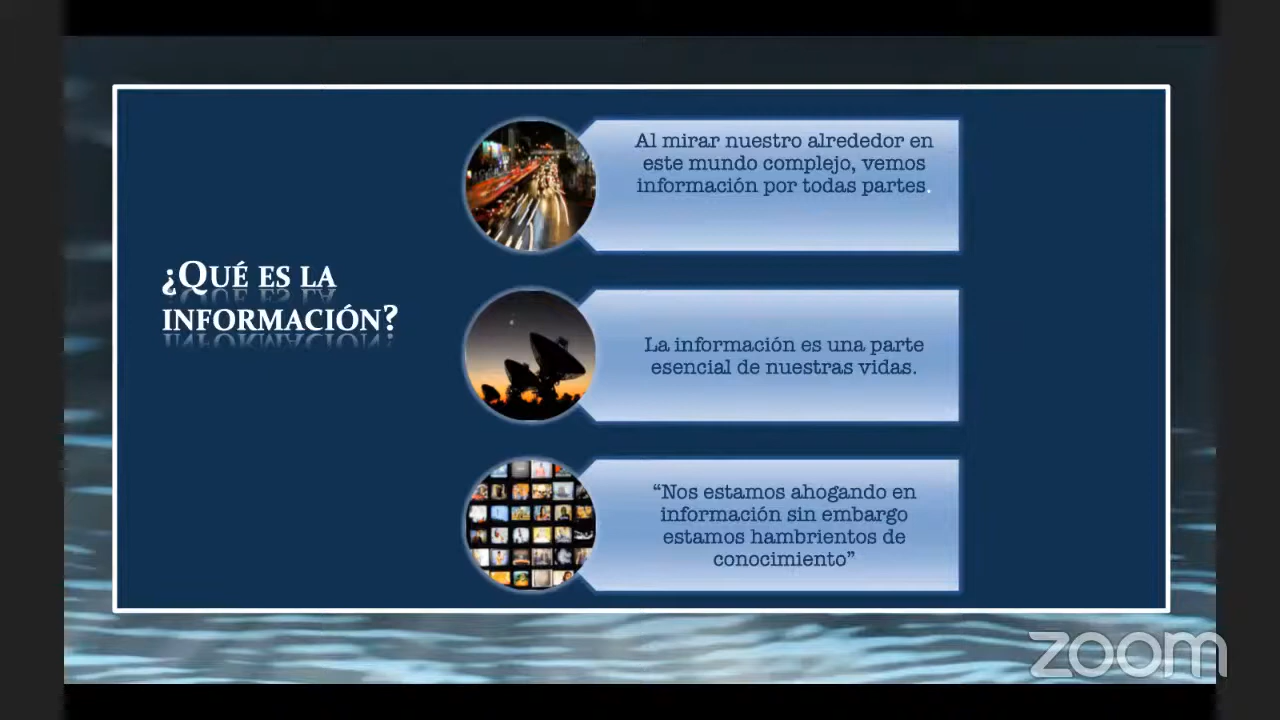 ¿QUÉ ES LA
INFORMACIÓN?
Al mirar nuestro alrededor en
este mundo complejo, vemos
información por todas partes.
La información es una parte
esencial de nuestras vidas.
“Nos estamos ahogando en
información sin embargo
estamos hambrientos de
conocimiento”
zoom